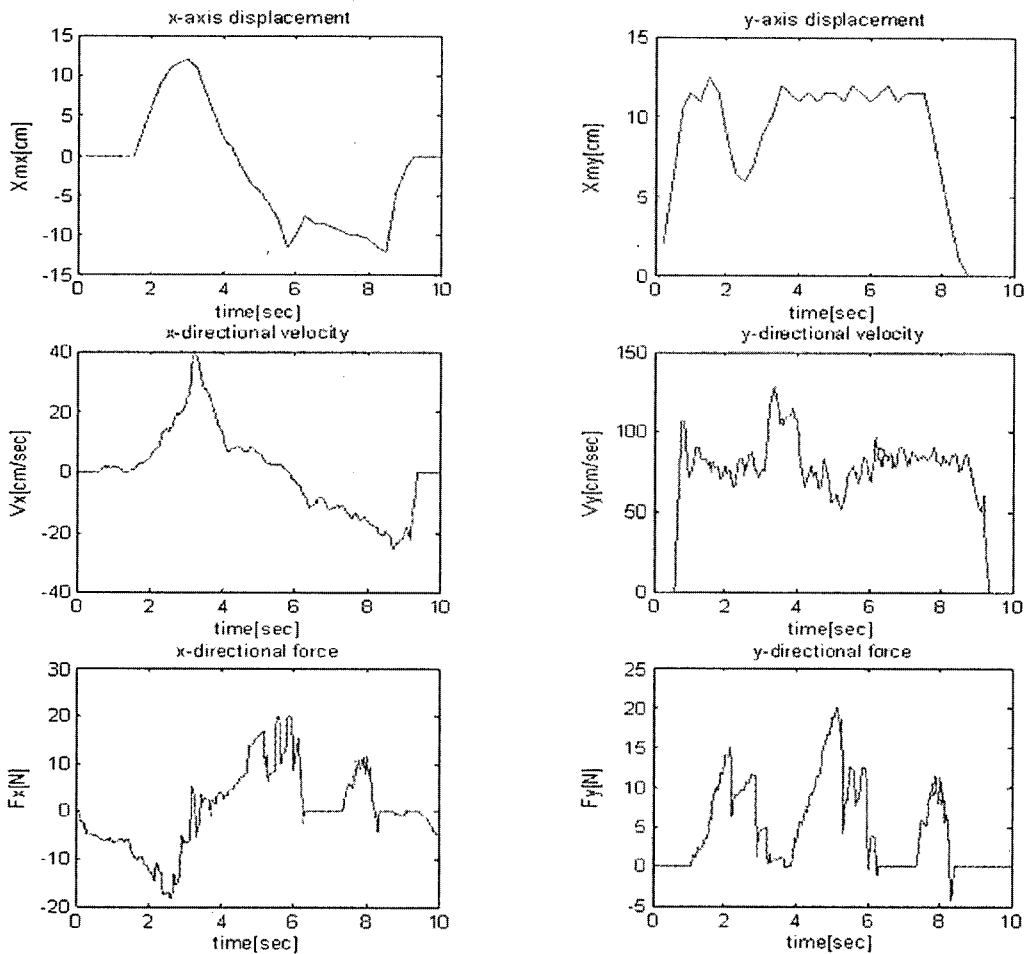 x-axis displacement
15
10
5
0
-5
-10
-15
Xmx[cm]
0 2 4 6 8 10
time[sec]
y-axis displacement
15
10
5
0
Xmy[cm]
0 2 4 6 8 10
time[sec]
x-directional velocity
40
20
0
-20
-40
Vx[cm/sec]
0 2 4 6 8 10
time[sec]
y-directional velocity
150
100
50
0
Vy[cm/sec]
0 2 4 6 8 10
time[sec]
x-directional force
30
20
10
0
-10
-20
Fx[N]
0 2 4 6 8 10
time[sec]
y-directional force
25
20
15
10
5
0
-5
Fy[N]
0 2 4 6 8 10
time[sec]